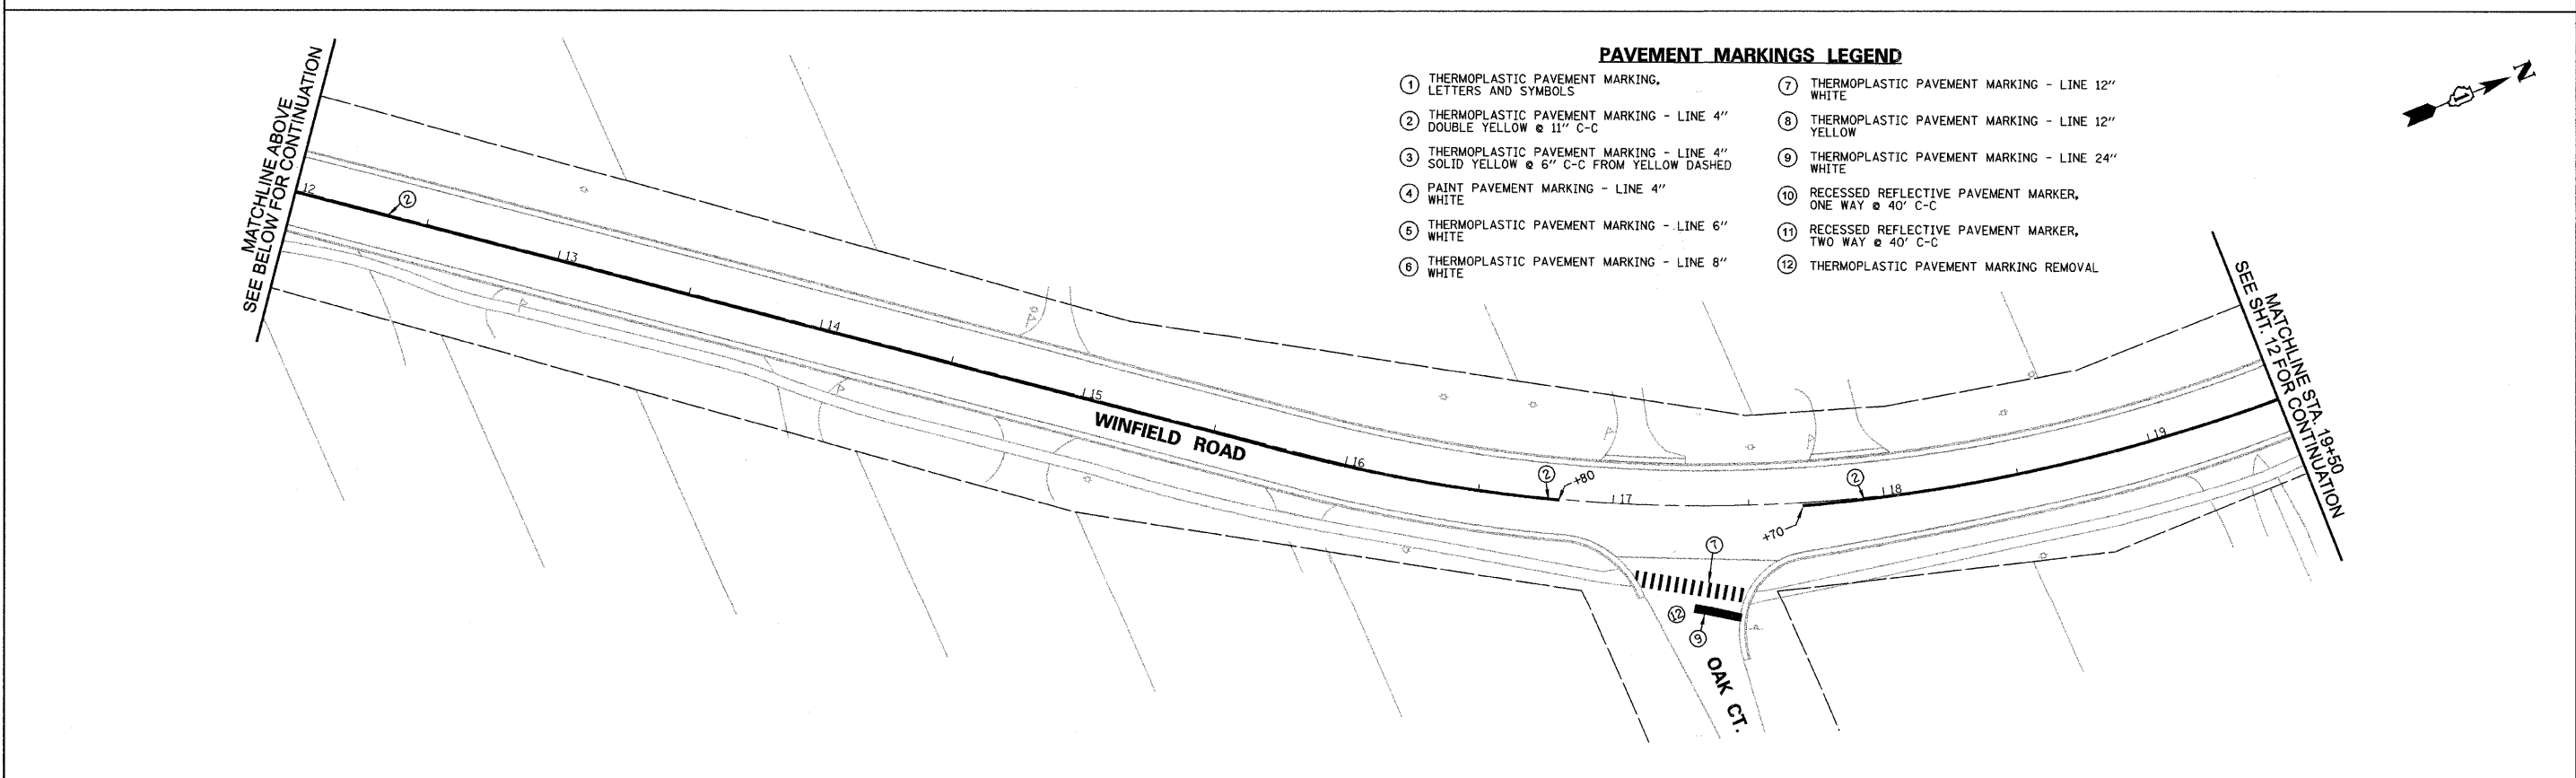 PAVEMENT MARKINGS LEGEND
1 THERMOPLASTIC PAVEMENT MARKING,
LETTERS AND SYMBOLS
2 THERMOPLASTIC PAVEMENT MARKING - LINE 4"
DOUBLE YELLOW @ 11" C-C
3 THERMOPLASTIC PAVEMENT MARKING - LINE 4"
SOLID YELLOW @ 6" C-C FROM YELLOW DASHED
4 PAINT PAVEMENT MARKING - LINE 4"
WHITE
5 THERMOPLASTIC PAVEMENT MARKING - LINE 6"
WHITE
6 THERMOPLASTIC PAVEMENT MARKING - LINE 8"
WHITE
7 THERMOPLASTIC PAVEMENT MARKING - LINE 12"
WHITE
8 THERMOPLASTIC PAVEMENT MARKING - LINE 12"
YELLOW
9 THERMOPLASTIC PAVEMENT MARKING - LINE 24"
WHITE
10 RECESSED REFLECTIVE PAVEMENT MARKER,
ONE WAY @ 40' C-C
11 RECESSED REFLECTIVE PAVEMENT MARKER,
TWO WAY @ 40' C-C
12 THERMOPLASTIC PAVEMENT MARKING REMOVAL
N
MATCHLINE ABOVE
SEE BELOW FOR CONTINUATION
12
2
13
14
15
WINFIELD ROAD
16
2
+80
17
+70
2
18
19
MATCHLINE STA. 19+50
SEE SHT. 12 FOR CONTINUATION
7
12
9
OAK CT.